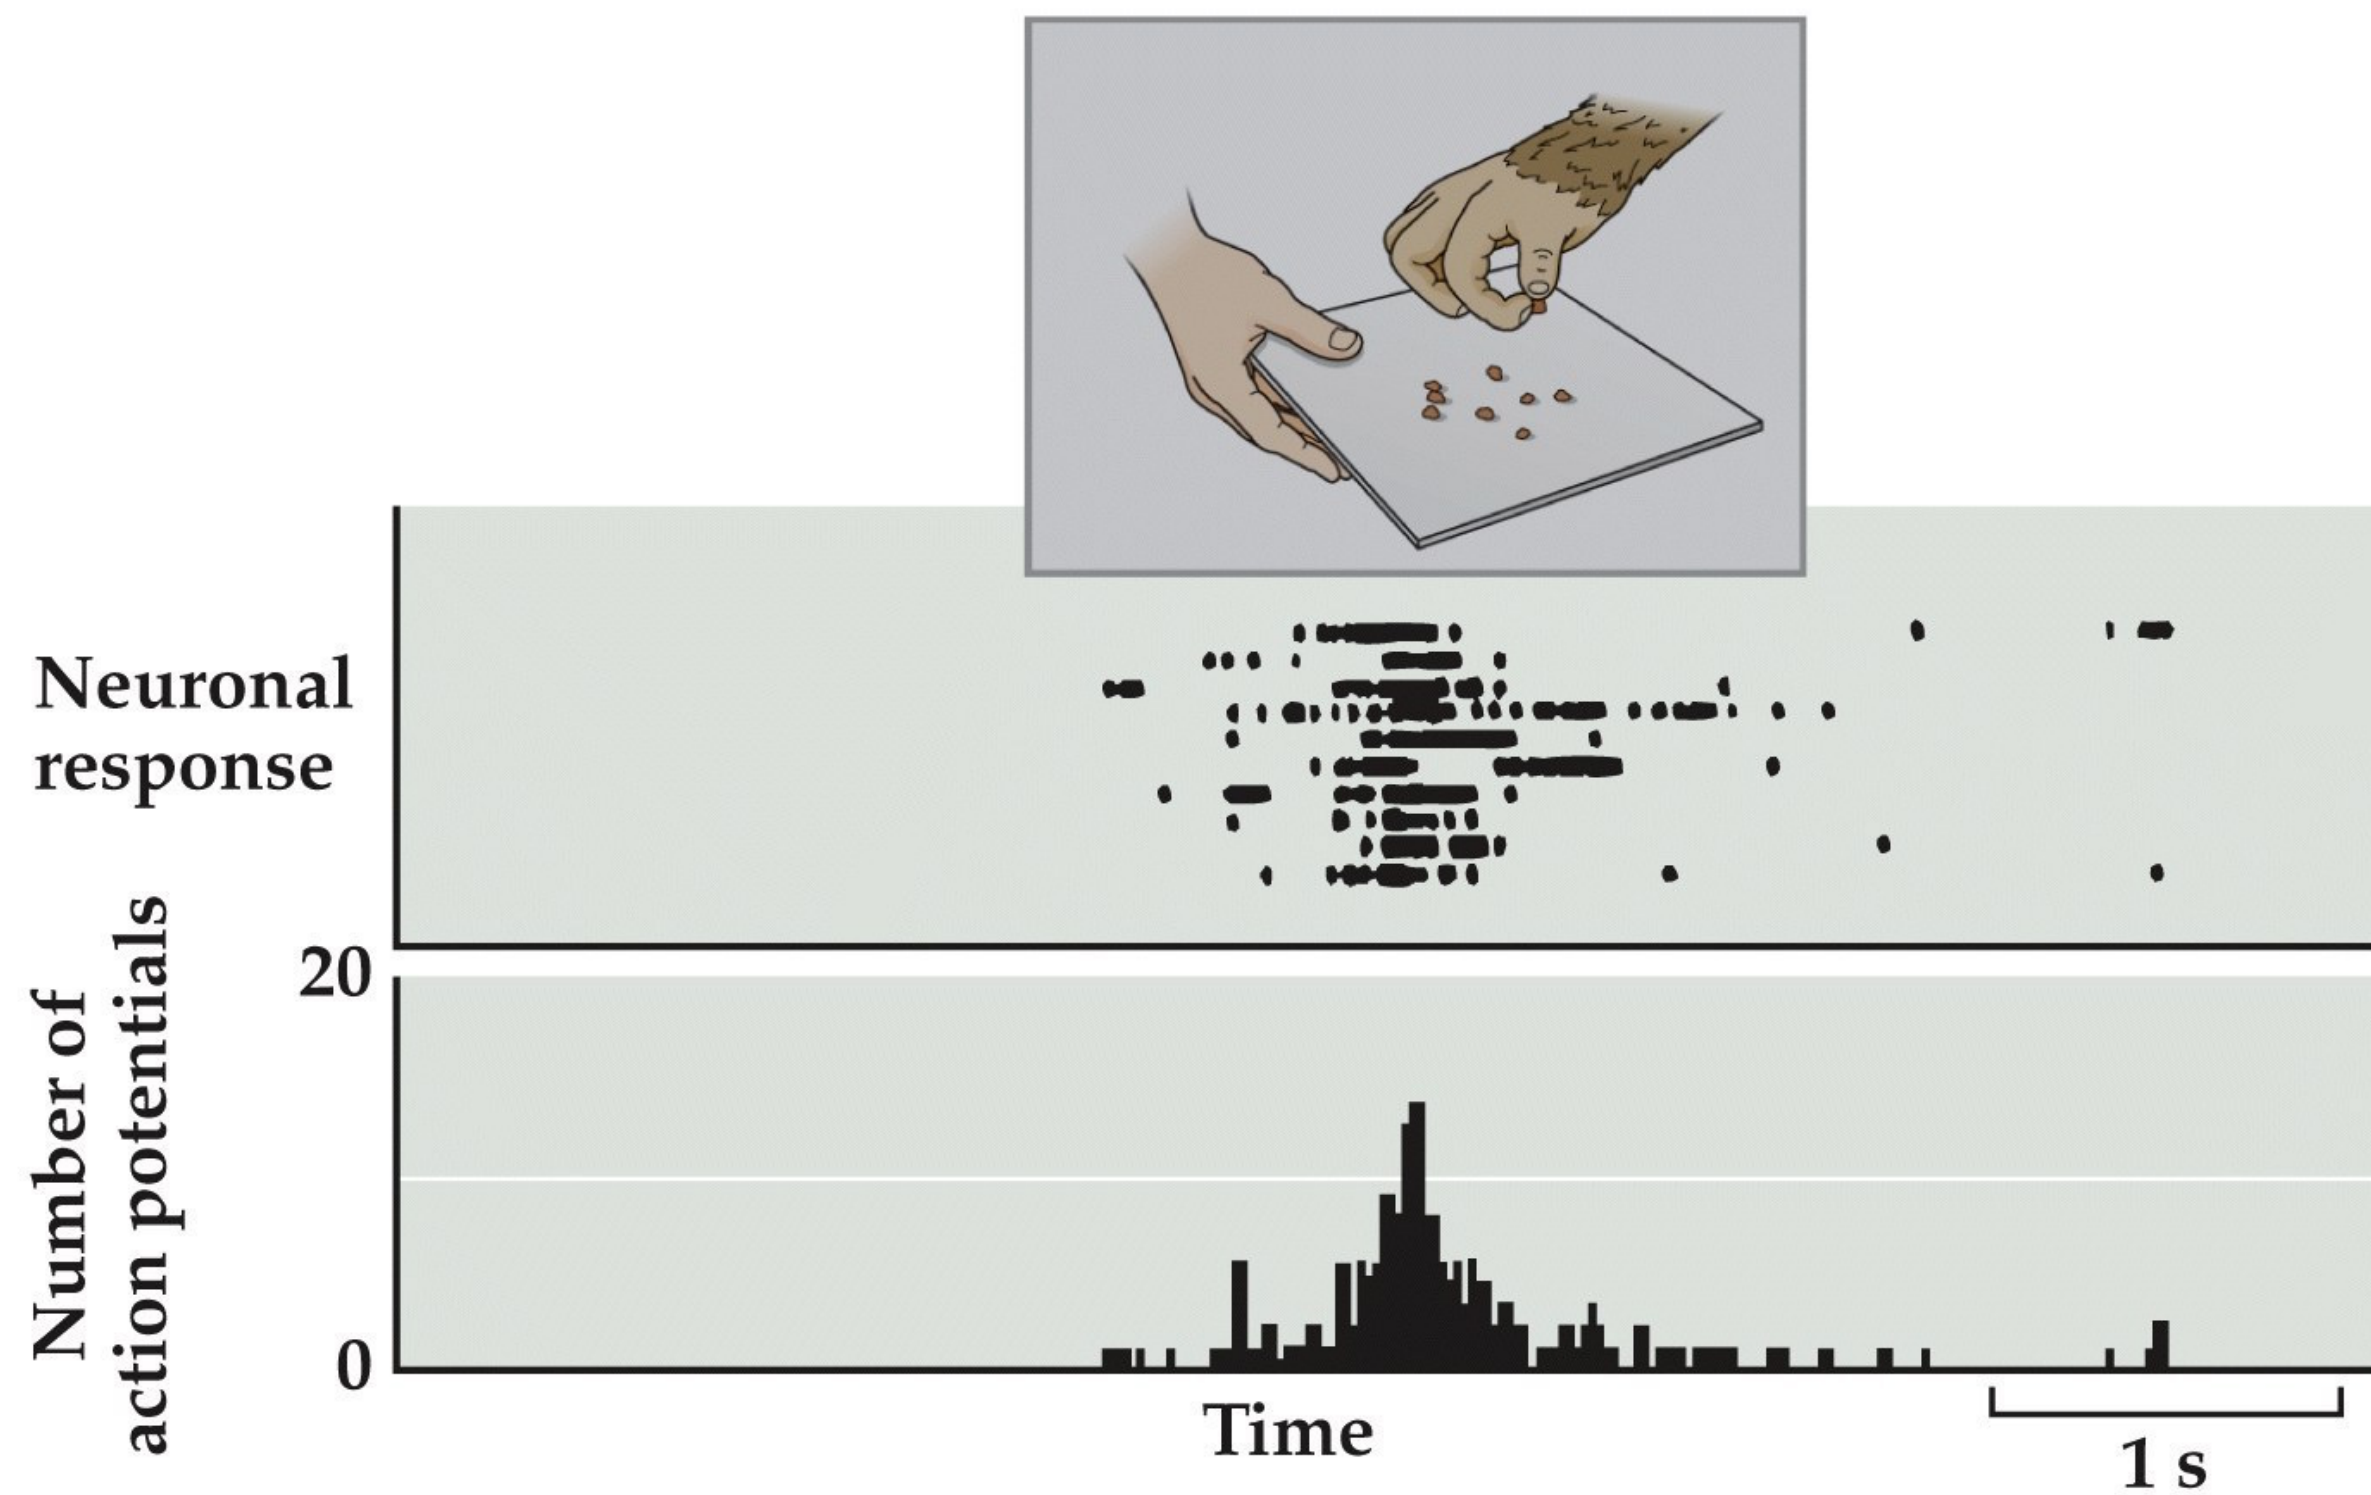 Neuronal
response
Number of
action potentials
20
0
Time
1 s